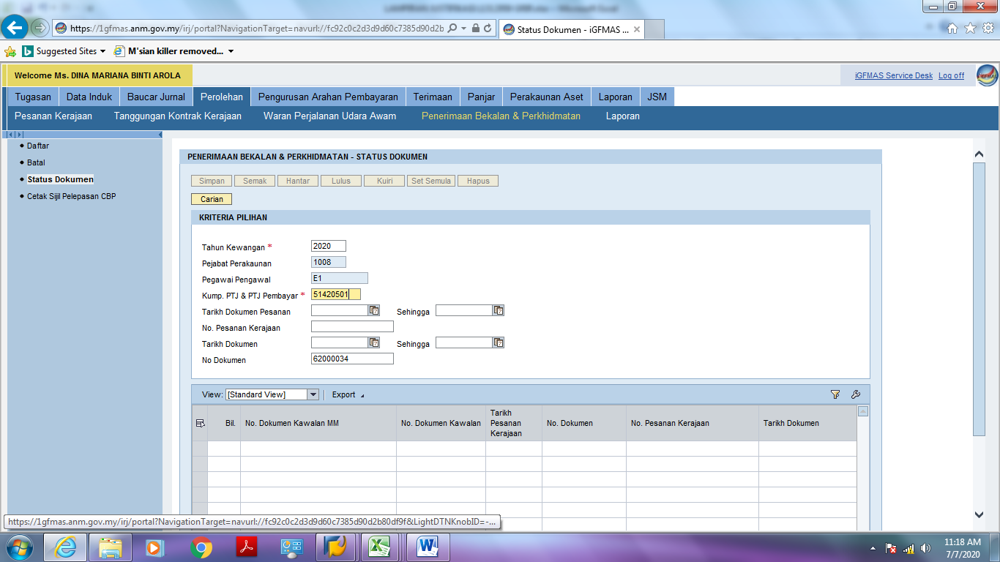 https://1gfmas.anm.gov.my/irj/portal?NavigationTarget=navurl://fc92c0c2d3d9d60c7385d90d2b
Status Dokumen - iGFMAS ...
Suggested Sites
M'sian killer removed...
Welcome Ms. DINA MARIANA BINTI AROLA
iGFMAS Service Desk Log off
Tugasan Data Induk Baucar Jurnal Perolehan Pengurusan Arahan Pembayaran Terimaan Panjar Perakaunan Aset Laporan JSM
Pesanan Kerajaan Tanggungan Kontrak Kerajaan Waran Perjalanan Udara Awam Penerimaan Bekalan & Perkhidmatan Laporan
Daftar
Batal
Status Dokumen
Cetak Sijil Pelepasan CBP
PENERIMAAN BEKALAN & PERKHIDMATAN - STATUS DOKUMEN
Simpan Semak Hantar Lulus Kuiri Set Semula Hapus
Carian
KRITERIA PILIHAN
Tahun Kewangan * 2020
Pejabat Perakaunan 1008
Pegawai Pengawal E1
Kump. PTJ & PTJ Pembayar * 51420501
Tarikh Dokumen Pesanan Sehingga
No. Pesanan Kerajaan
Tarikh Dokumen Sehingga
No Dokumen 62000034
View: [Standard View] Export
Bil. No. Dokumen Kawalan MM No. Dokumen Kawalan Tarikh Pesanan Kerajaan No. Dokumen No. Pesanan Kerajaan Tarikh Dokumen
https://1gfmas.anm.gov.my/irj/portal?NavigationTarget=navurl://fc92c0c2d3d9d60c7385d90d2b80df9f&LightDTNKnobID=-...
11:18 AM
7/7/2020